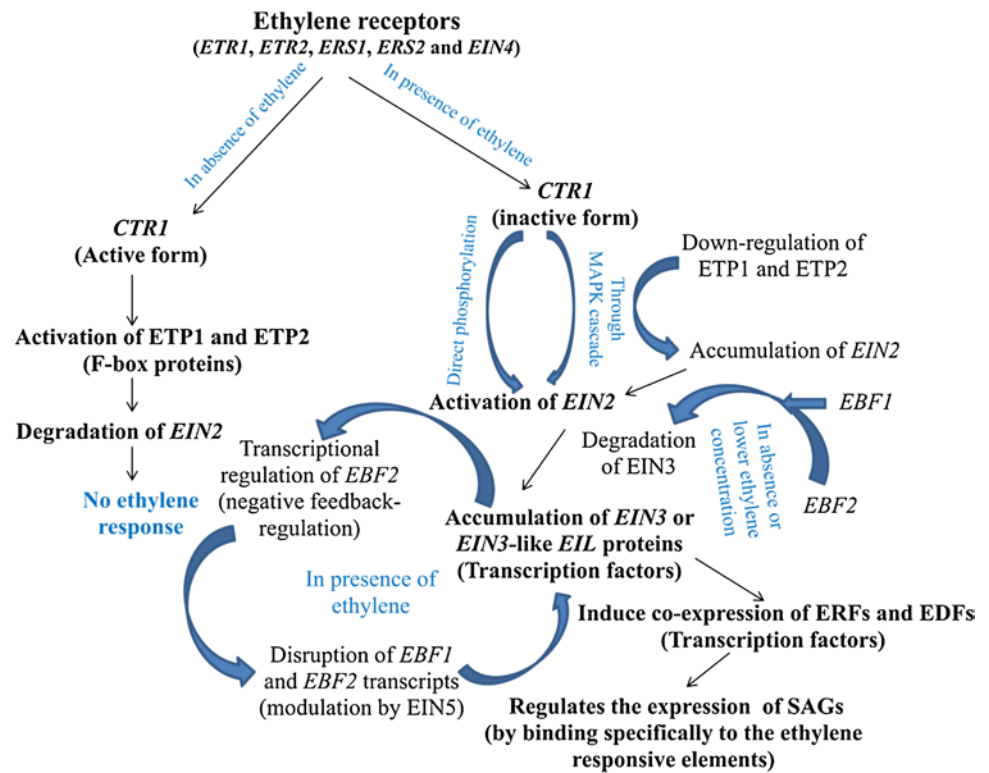 Ethylene receptors
(ETR1, ETR2, ERS1, ERS2 and EIN4)
In absence of ethylene
In presence of ethylene
CTR1
(Active form)
Activation of ETP1 and ETP2
(F-box proteins)
Degradation of EIN2
No ethylene
response
CTR1
(inactive form)
Direct phosphorylation
Through
MAPK cascade
Down-regulation of
ETP1 and ETP2
Accumulation of EIN2
Activation of EIN2
EBF1
EBF2
In absence or
lower ethylene
concentration
Degradation
of EIN3
Transcriptional
regulation of EBF2
(negative feedback-
regulation)
Accumulation of EIN3 or
EIN3-like EIL proteins
(Transcription factors)
In presence of
ethylene
Disruption of EBF1
and EBF2 transcripts
(modulation by EIN5)
Induce co-expression of ERFs and EDFs
(Transcription factors)
Regulates the expression of SAGs
(by binding specifically to the ethylene
responsive elements)